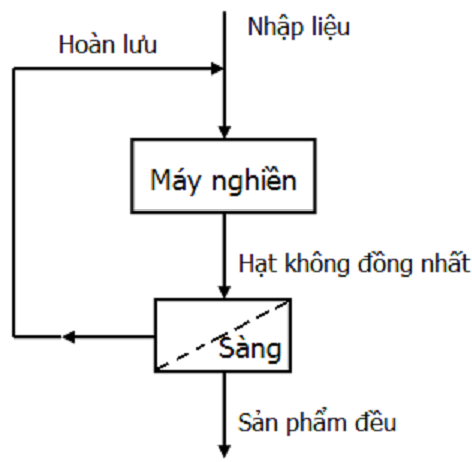 Nhập liệu
Hoàn lưu
Máy nghiền
Hạt không đồng nhất
Sàng
Sản phẩm đều